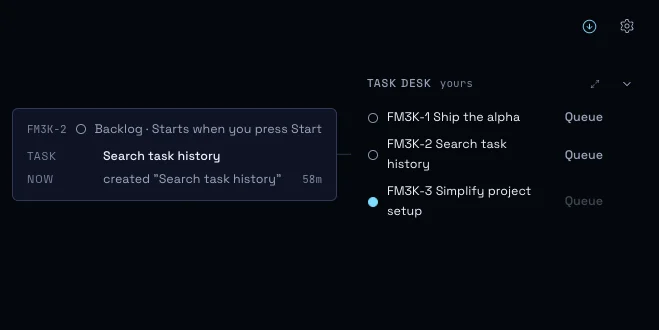 TASK DESK yours
FM3K-2 Backlog · Starts when you press Start
TASK Search task history
NOW created "Search task history" 58m
FM3K-1 Ship the alpha Queue
FM3K-2 Search task Queue
history
FM3K-3 Simplify project Queue
setup